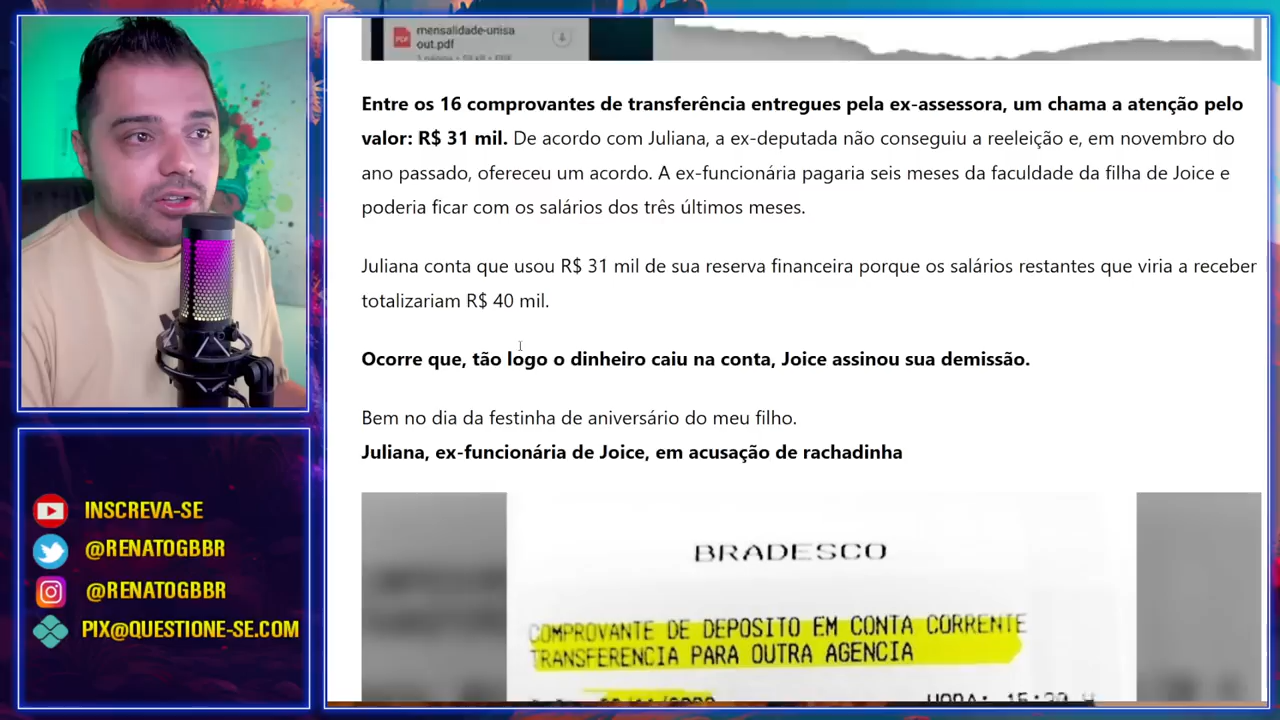 mensalidade-unisa
out.pdf
PDF
Entre os 16 comprovantes de transferência entregues pela ex-assessora, um chama a atenção pelo
valor: R$ 31 mil. De acordo com Juliana, a ex-deputada não conseguiu a reeleição e, em novembro do
ano passado, ofereceu um acordo. A ex-funcionária pagaria seis meses da faculdade da filha de Joice e
poderia ficar com os salários dos três últimos meses.
Juliana conta que usou R$ 31 mil de sua reserva financeira porque os salários restantes que viria a receber
totalizariam R$ 40 mil.
Ocorre que, tão logo o dinheiro caiu na conta, Joice assinou sua demissão.
Bem no dia da festinha de aniversário do meu filho.
Juliana, ex-funcionária de Joice, em acusação de rachadinha
BRADESCO
COMPROVANTE DE DEPOSITO EM CONTA CORRENTE
TRANSFERENCIA PARA OUTRA AGENCIA
HORA:
INSCREVA-SE
@RENATOGBBR
@RENATOGBBR
PIX@QUESTIONE-SE.COM